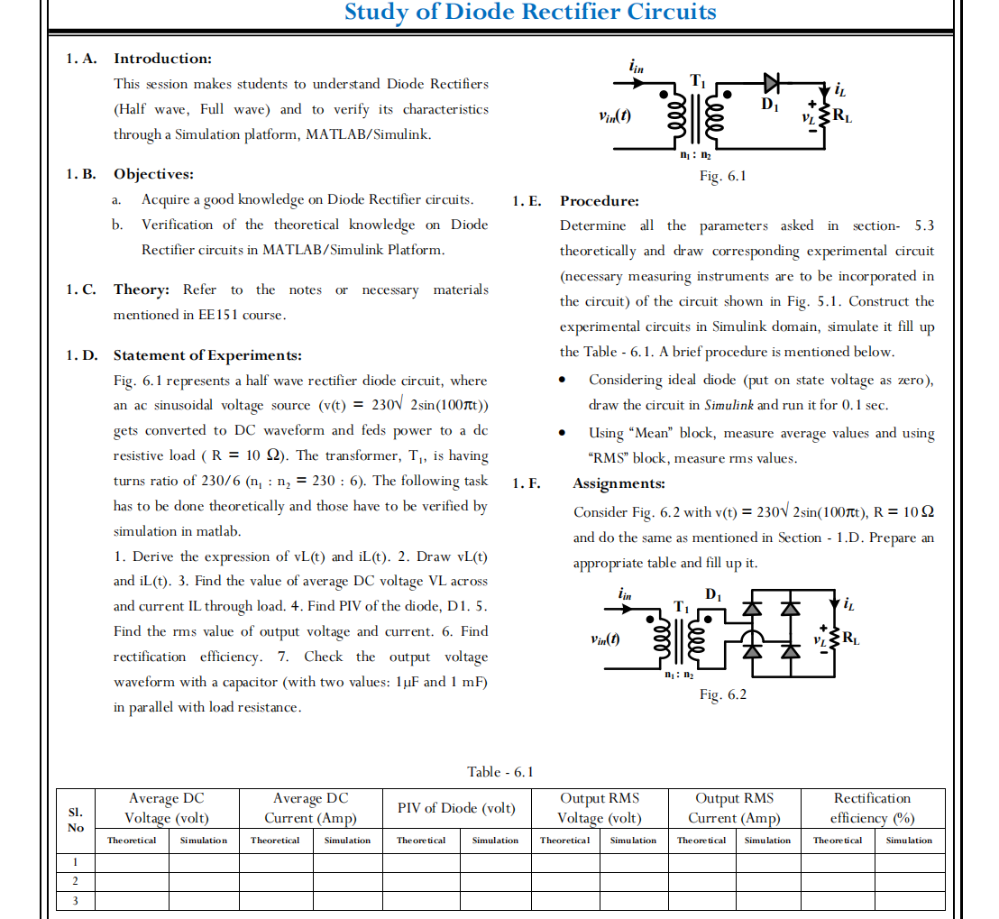 Study of Diode Rectifier Circuits
1. A. Introduction:
This session makes students to understand Diode Rectifiers
(Half wave, Full wave) and to verify its characteristics
through a Simulation platform, MATLAB/Simulink.
1. B. Objectives:
a. Acquire a good knowledge on Diode Rectifier circuits.
b. Verification of the theoretical knowledge on Diode
Rectifier circuits in MATLAB/Simulink Platform.
1. C. Theory: Refer to the notes or necessary materials
mentioned in EE151 course.
1. D. Statement of Experiments:
Fig. 6.1 represents a half wave rectifier diode circuit, where
an ac sinusoidal voltage source (v(t) = 230√ 2sin(100πt))
gets converted to DC waveform and feds power to a dc
resistive load ( R = 10 Ω). The transformer, T₁, is having
turns ratio of 230/6 (n₁ : n₂ = 230 : 6). The following task
has to be done theoretically and those have to be verified by
simulation in matlab.
1. Derive the expression of vL(t) and iL(t). 2. Draw vL(t)
and iL(t). 3. Find the value of average DC voltage VL across
and current IL through load. 4. Find PIV of the diode, D1. 5.
Find the rms value of output voltage and current. 6. Find
rectification efficiency. 7. Check the output voltage
waveform with a capacitor (with two values: 1μF and 1 mF)
in parallel with load resistance.
iin
T1
D1
iL
vin(t)
+
vL
RL
n₁ : n₂
Fig. 6.1
1. E. Procedure:
Determine all the parameters asked in section- 5.3
theoretically and draw corresponding experimental circuit
(necessary measuring instruments are to be incorporated in
the circuit) of the circuit shown in Fig. 5.1. Construct the
experimental circuits in Simulink domain, simulate it fill up
the Table - 6.1. A brief procedure is mentioned below.
• Considering ideal diode (put on state voltage as zero),
draw the circuit in Simulink and run it for 0.1 sec.
• Using “Mean” block, measure average values and using
“RMS” block, measure rms values.
1. F. Assignments:
Consider Fig. 6.2 with v(t) = 230√ 2sin(100πt), R = 10 Ω
and do the same as mentioned in Section - 1.D. Prepare an
appropriate table and fill up it.
iin
T1
D1
iL
vin(t)
+
vL
RL
n₁ : n₂
Fig. 6.2
Table - 6.1
Sl. No
Average DC Voltage (volt)
Average DC Current (Amp)
PIV of Diode (volt)
Output RMS Voltage (volt)
Output RMS Current (Amp)
Rectification efficiency (%)
Theoretical Simulation Theoretical Simulation Theoretical Simulation Theoretical Simulation Theoretical Simulation Theoretical Simulation
1
2
3